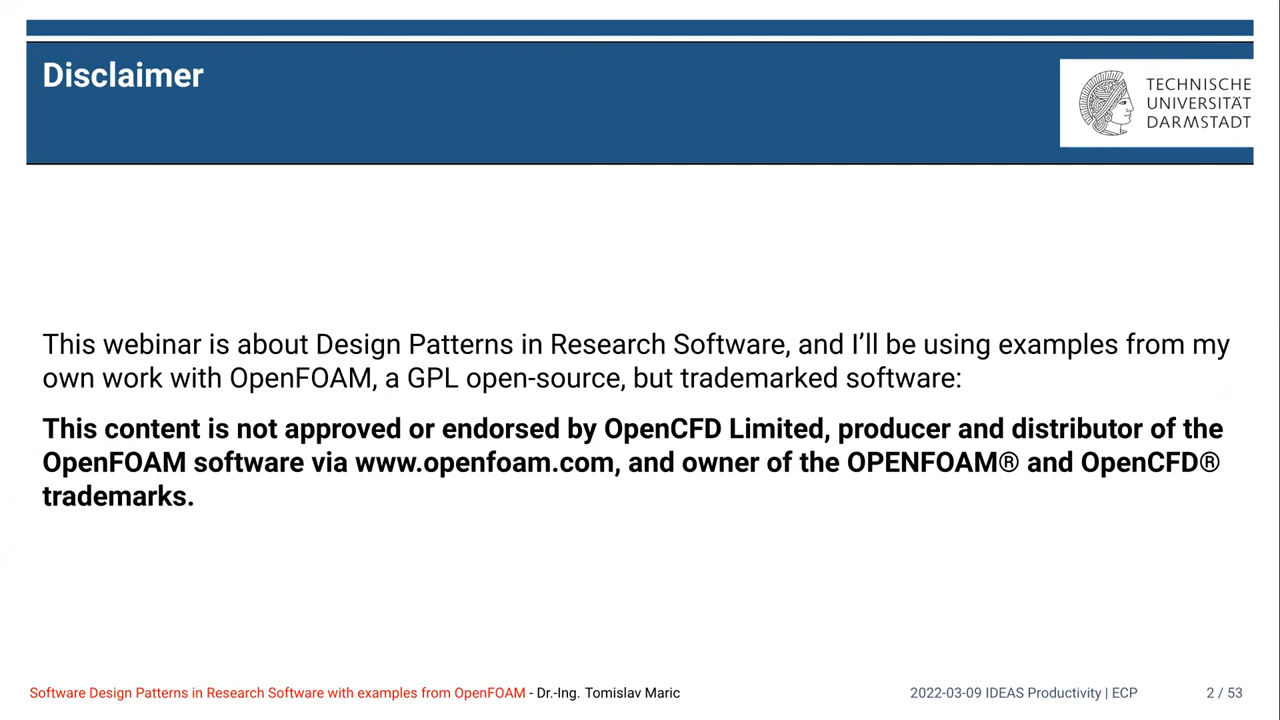 Disclaimer
TECHNISCHE
UNIVERSITÄT
DARMSTADT
This webinar is about Design Patterns in Research Software, and I’ll be using examples from my
own work with OpenFOAM, a GPL open-source, but trademarked software:
This content is not approved or endorsed by OpenCFD Limited, producer and distributor of the
OpenFOAM software via www.openfoam.com, and owner of the OPENFOAM® and OpenCFD®
trademarks.
Software Design Patterns in Research Software with examples from OpenFOAM - Dr.-Ing. Tomislav Maric
2022-03-09 IDEAS Productivity | ECP
2 / 53